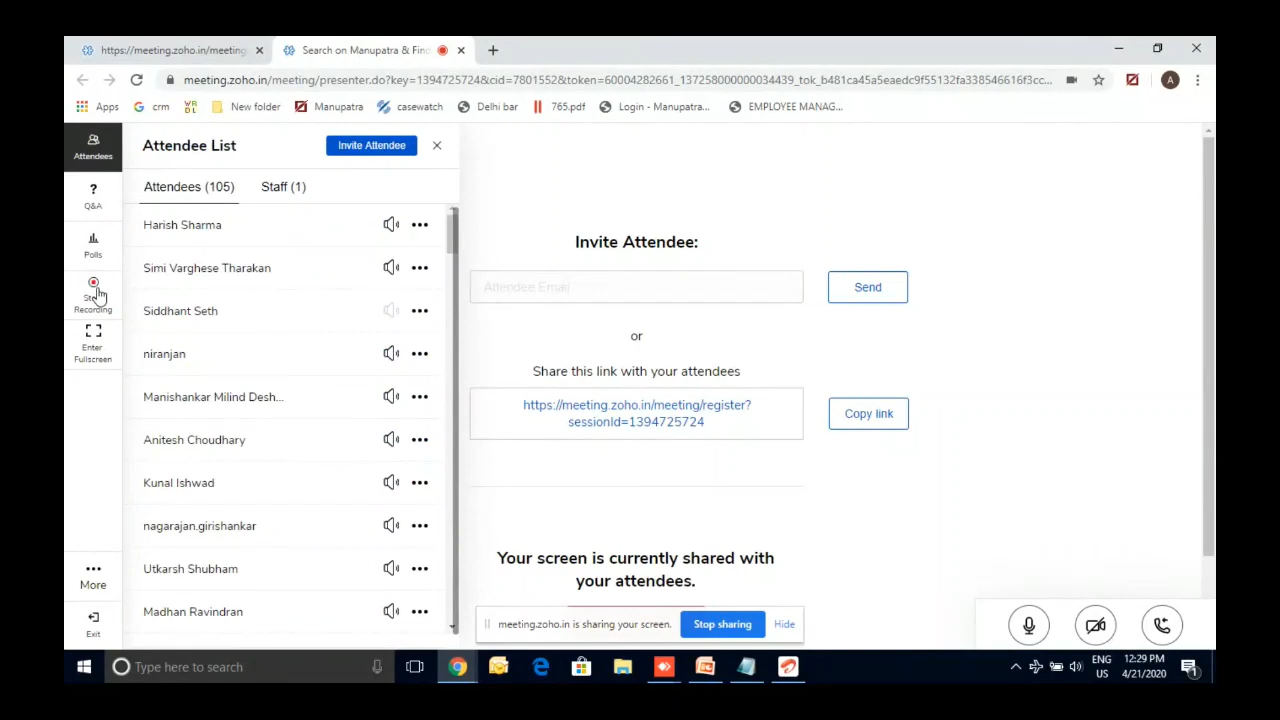 https://meeting.zoho.in/meeting
Search on Manupatra & Fin
meeting.zoho.in/meeting/presenter.do?key=1394725724&cid=7801552&token=60004282661_137258000000034439_tok_b481ca45a5eaedc9f55132fa338546616f3cc...
A
Apps
crm
New folder
Manupatra
casewatch
Delhi bar
765.pdf
Login - Manupatra...
EMPLOYEE MANAG...
Attendees
Attendee List
Invite Attendee
Attendees (105)
Staff (1)
Q&A
Polls
Recording
Enter
Fullscreen
More
Exit
Harish Sharma
Simi Varghese Tharakan
Siddhant Seth
niranjan
Manishankar Milind Desh...
Anitesh Choudhary
Kunal Ishwad
nagarajan.girishankar
Utkarsh Shubham
Madhan Ravindran
Invite Attendee:
Attendee Email
Send
or
Share this link with your attendees
https://meeting.zoho.in/meeting/register?
sessionId=1394725724
Copy link
Your screen is currently shared with
your attendees.
meeting.zoho.in is sharing your screen.
Stop sharing
Hide
Type here to search
ENG
US
12:29 PM
4/21/2020
1